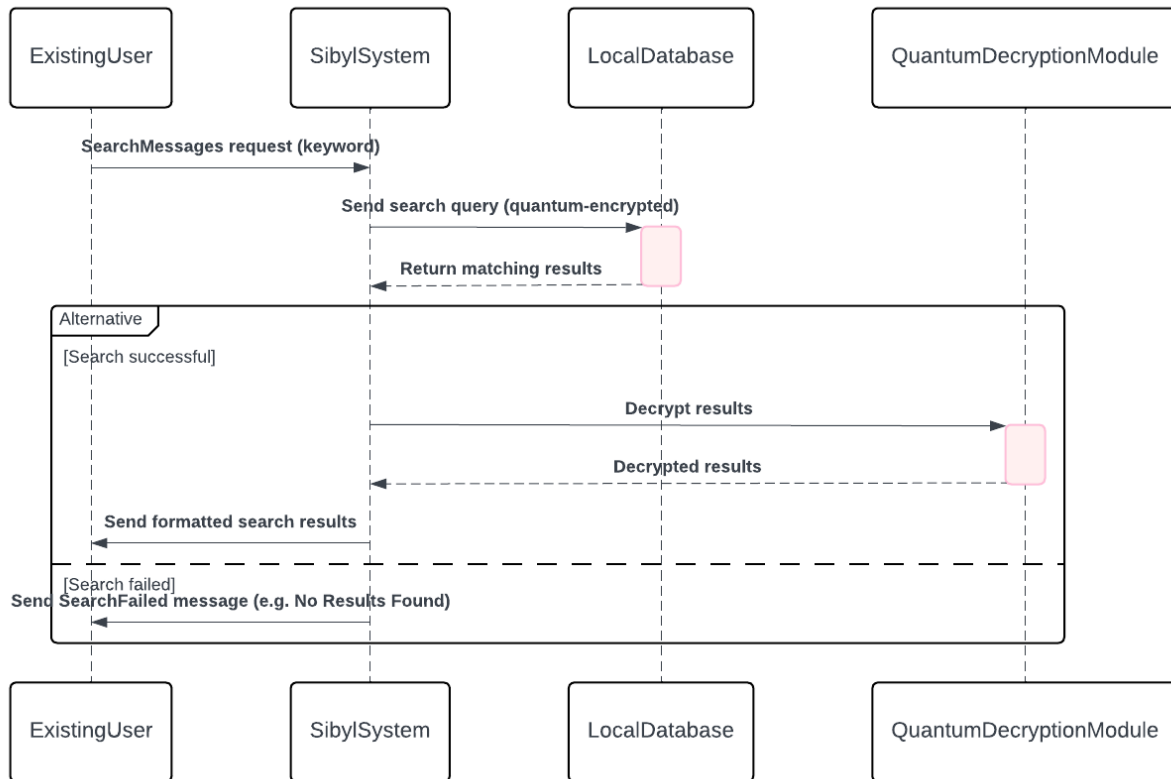 ExistingUser
SibylSystem
LocalDatabase
QuantumDecryptionModule
SearchMessages request (keyword)
Send search query (quantum-encrypted)
Return matching results
Alternative
[Search successful]
Decrypt results
Decrypted results
Send formatted search results
[Search failed]
Send SearchFailed message (e.g. No Results Found)
ExistingUser
SibylSystem
LocalDatabase
QuantumDecryptionModule